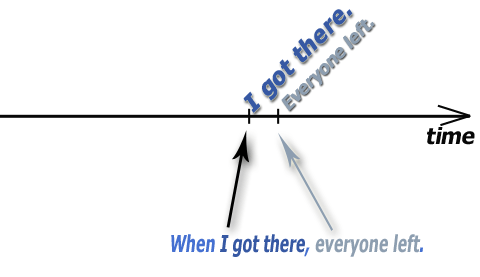 I got there.
Everyone left.
time
When I got there, everyone left.